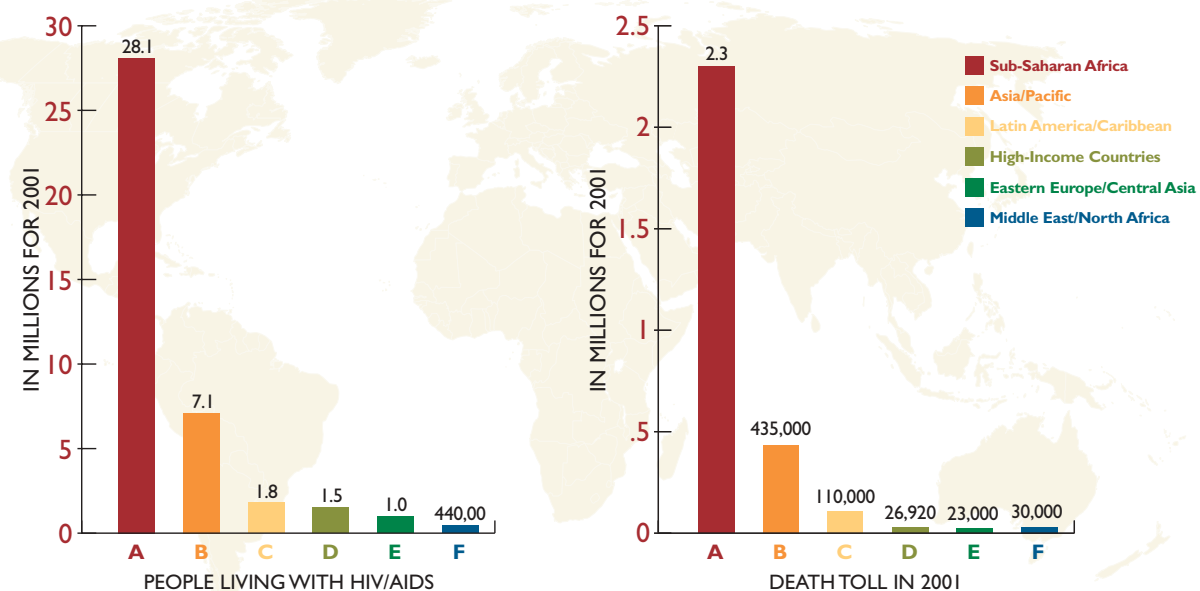 30
25
20
15
10
5
0
IN MILLIONS FOR 2001
28.1
7.1
1.8
1.5
1.0
440,00
A B C D E F
PEOPLE LIVING WITH HIV/AIDS
2.5
2
1.5
1
.5
0
IN MILLIONS FOR 2001
2.3
435,000
110,000
26,920
23,000
30,000
A B C D E F
DEATH TOLL IN 2001
Sub-Saharan Africa
Asia/Pacific
Latin America/Caribbean
High-Income Countries
Eastern Europe/Central Asia
Middle East/North Africa